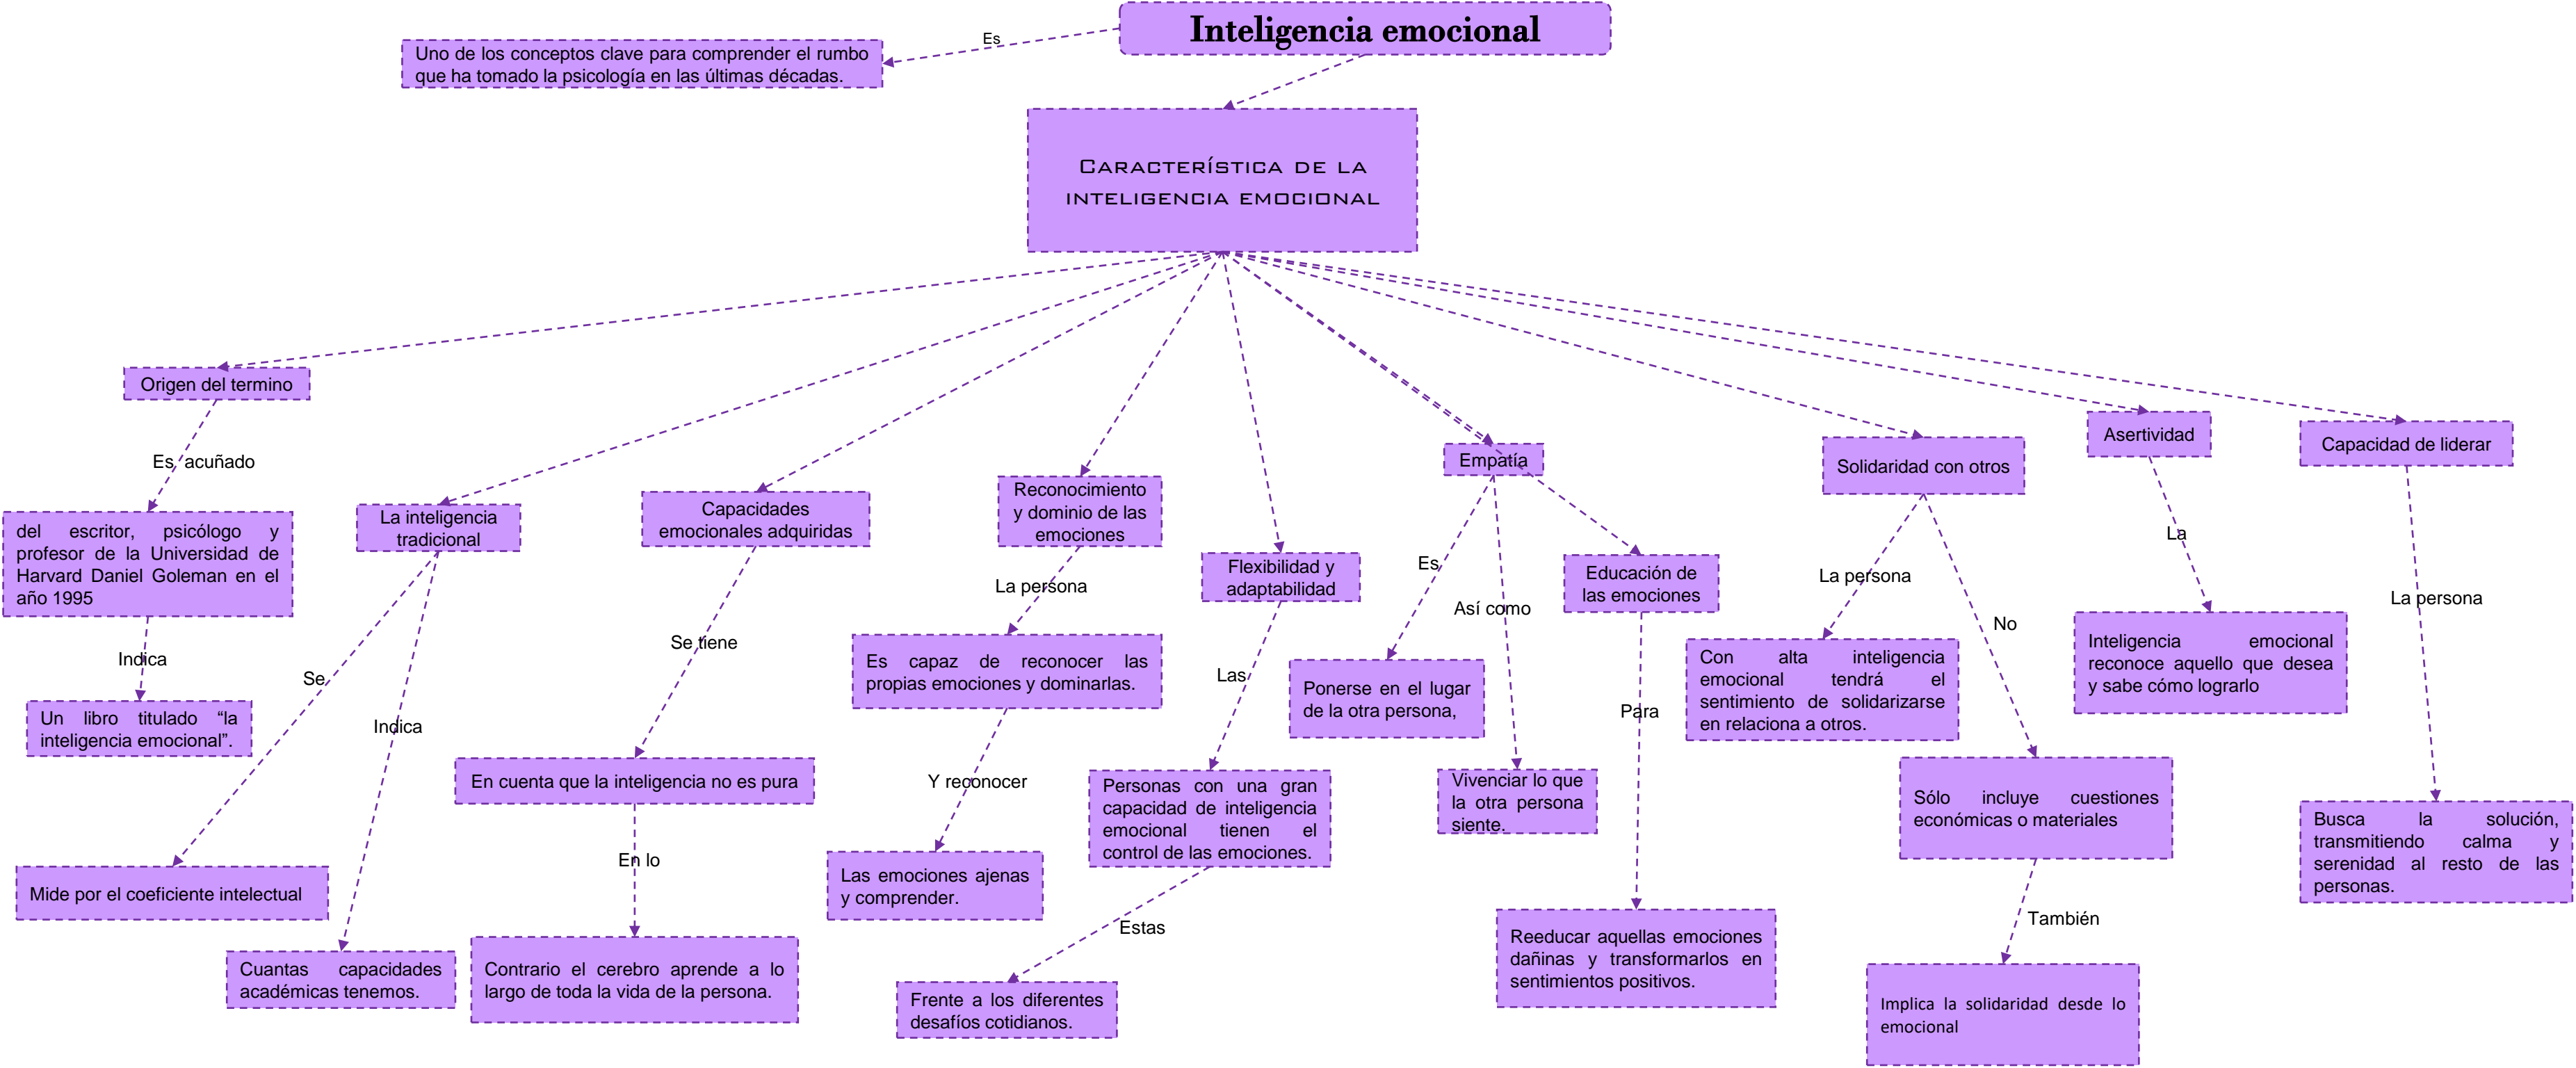 Inteligencia emocional
Es
Uno de los conceptos clave para comprender el rumbo
que ha tomado la psicología en las últimas décadas.
Característica de la
inteligencia emocional
Origen del termino
Es acuñado
del escritor, psicólogo y
profesor de la Universidad de
Harvard Daniel Goleman en el
año 1995
Indica
Un libro titulado “la
inteligencia emocional”.
La inteligencia
tradicional
Se
Mide por el coeficiente intelectual
Indica
Cuantas capacidades
académicas tenemos.
Capacidades
emocionales adquiridas
Se tiene
En cuenta que la inteligencia no es pura
En lo
Contrario el cerebro aprende a lo
largo de toda la vida de la persona.
Reconocimiento
y dominio de las
emociones
La persona
Es capaz de reconocer las
propias emociones y dominarlas.
Y reconocer
Las emociones ajenas
y comprender.
Flexibilidad y
adaptabilidad
Las
Personas con una gran
capacidad de inteligencia
emocional tienen el
control de las emociones.
Estas
Frente a los diferentes
desafíos cotidianos.
Empatía
Es
Ponerse en el lugar
de la otra persona,
Así como
Vivenciar lo que
la otra persona
siente.
Educación de
las emociones
Para
Reeducar aquellas emociones
dañinas y transformarlos en
sentimientos positivos.
Solidaridad con otros
La persona
Con alta inteligencia
emocional tendrá el
sentimiento de solidarizarse
en relaciona a otros.
No
Sólo incluye cuestiones
económicas o materiales
También
Implica la solidaridad desde lo
emocional
Asertividad
La
Inteligencia emocional
reconoce aquello que desea
y sabe cómo lograrlo
Capacidad de liderar
La persona
Busca la solución,
transmitiendo calma y
serenidad al resto de las
personas.